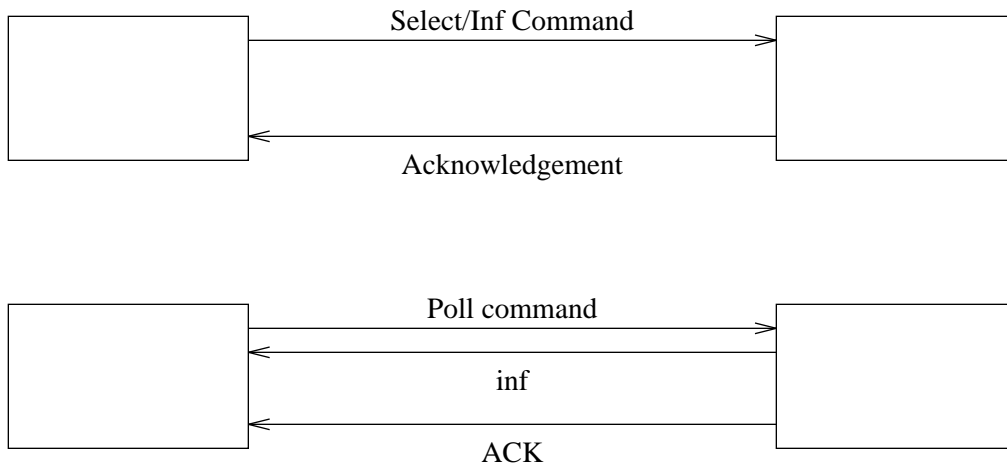 Select/Inf Command
Acknowledgement
Poll command
inf
ACK